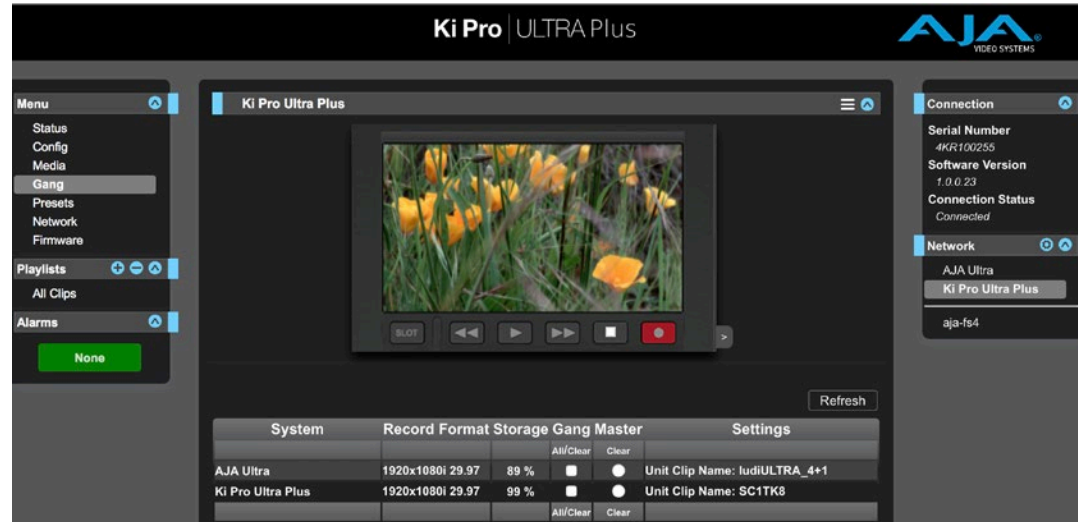 Ki Pro ULTRA Plus
AJA
VIDEO SYSTEMS
Menu
Status
Config
Media
Gang
Presets
Network
Firmware
Playlists
All Clips
Alarms
None
Ki Pro Ultra Plus
SLOT
>
Refresh
System Record Format Storage Gang Master Settings
All/Clear Clear
AJA Ultra 1920x1080i 29.97 89 % Unit Clip Name: ludiULTRA_4+1
Ki Pro Ultra Plus 1920x1080i 29.97 99 % Unit Clip Name: SC1TK8
All/Clear Clear
Connection
Serial Number
4KR100255
Software Version
1.0.0.23
Connection Status
Connected
Network
AJA Ultra
Ki Pro Ultra Plus
aja-fs4